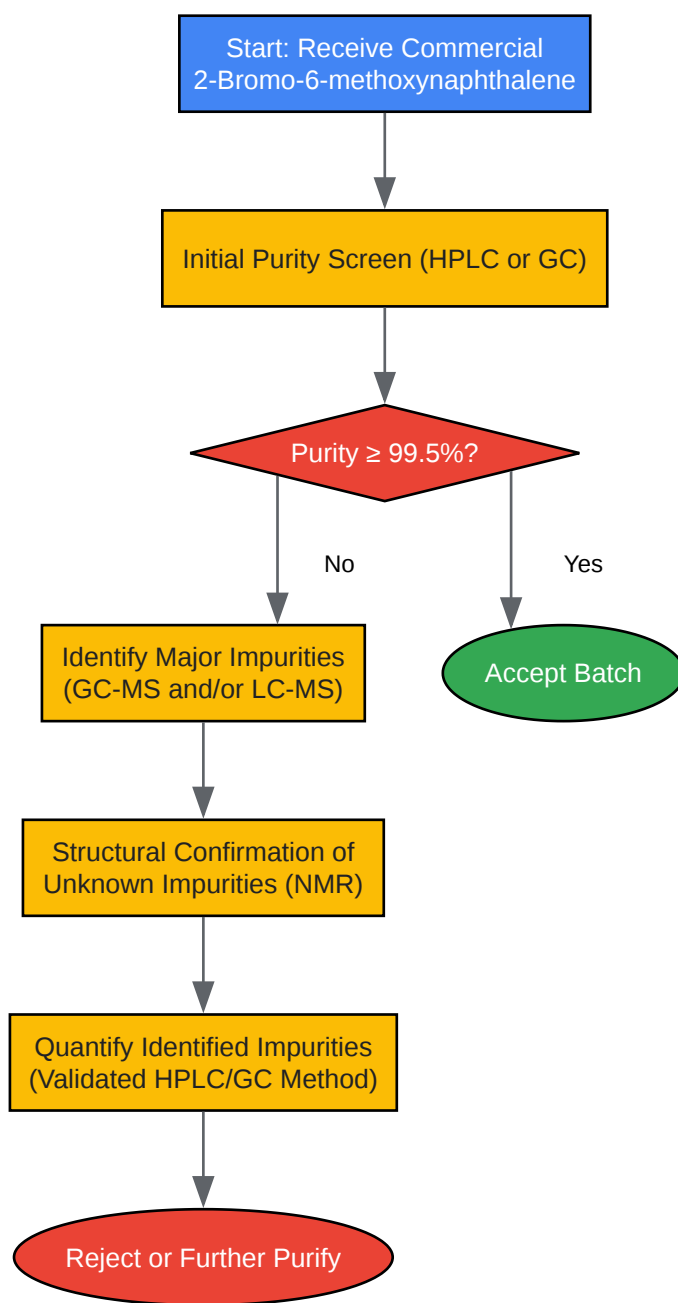 Start: Receive Commercial
2-Bromo-6-methoxynaphthalene
Initial Purity Screen (HPLC or GC)
Purity ≥ 99.5%?
No
Yes
Identify Major Impurities
(GC-MS and/or LC-MS)
Accept Batch
Structural Confirmation of
Unknown Impurities (NMR)
Quantify Identified Impurities
(Validated HPLC/GC Method)
Reject or Further Purify